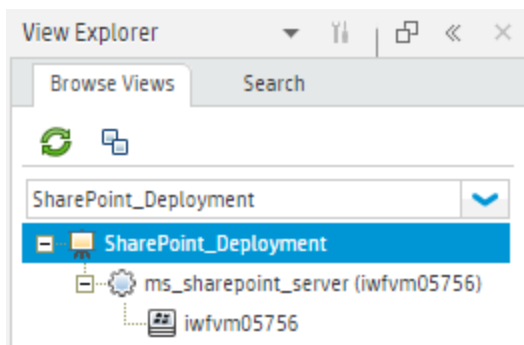 View Explorer
Browse Views Search
SharePoint_Deployment
SharePoint_Deployment
ms_sharepoint_server (iwfvm05756)
iwfvm05756